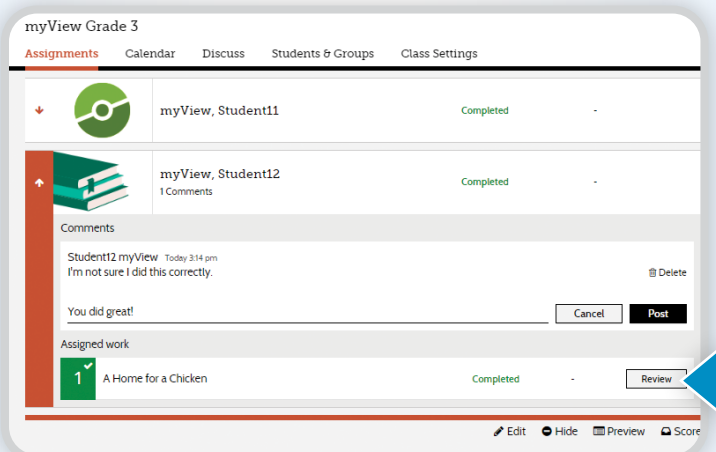 myView Grade 3
Assignments Calendar Discuss Students & Groups Class Settings
myView, Student11 Completed -
myView, Student12 Completed -
1 Comments
Comments
Student12 myView Today 3:14 pm
I'm not sure I did this correctly.
Delete
You did great! Cancel Post
Assigned work
1 A Home for a Chicken Completed - Review
Edit Hide Preview Score